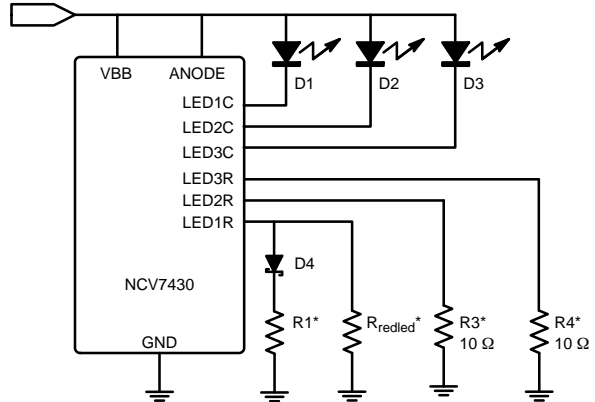 VBB ANODE
LED1C
LED2C
LED3C
LED3R
LED2R
LED1R
NCV7430
GND
D1 D2 D3
D4
R1*
Rredled*
R3*
10 Ω
R4*
10 Ω